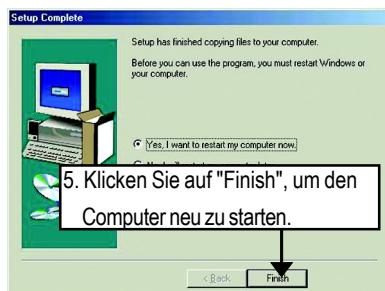 Setup Complete
Setup has finished copying files to your computer.
Before you can use the program, you must restart Windows or
your computer.
Yes, I want to restart my computer now.
5. Klicken Sie auf "Finish", um den
Computer neu zu starten.
< Back
Finish